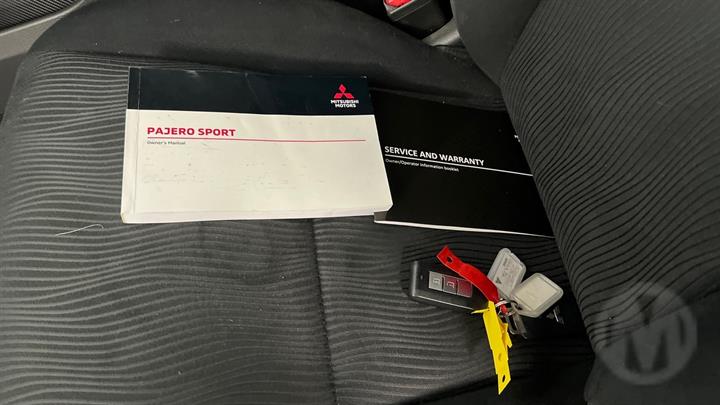 MITSUBISHI
MOTORS
PAJERO SPORT
Owner's Manual
SERVICE AND WARRANTY
Owner/Operator information booklet
M